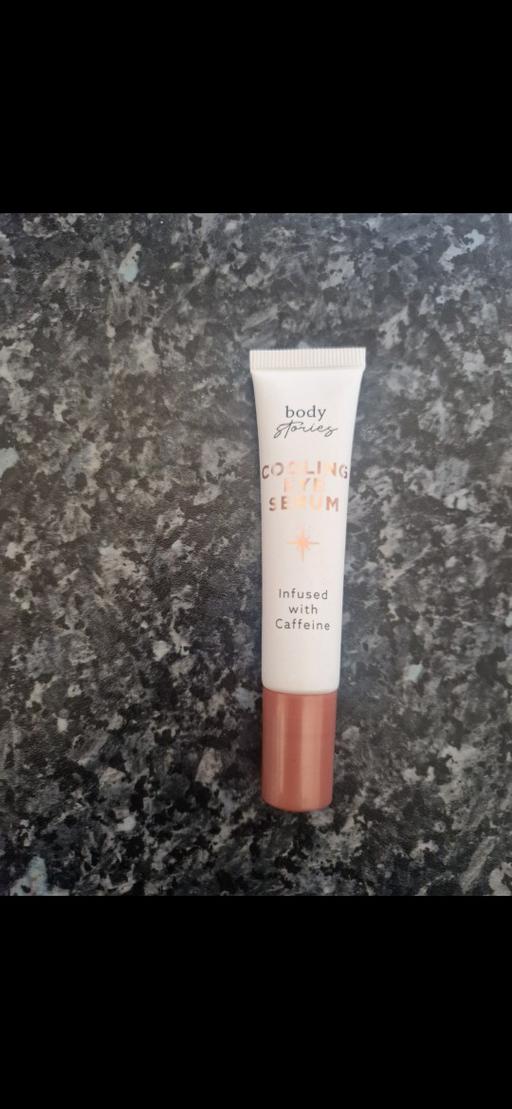 body
stories
COOLING
EYE
SERUM
Infused
with
Caffeine